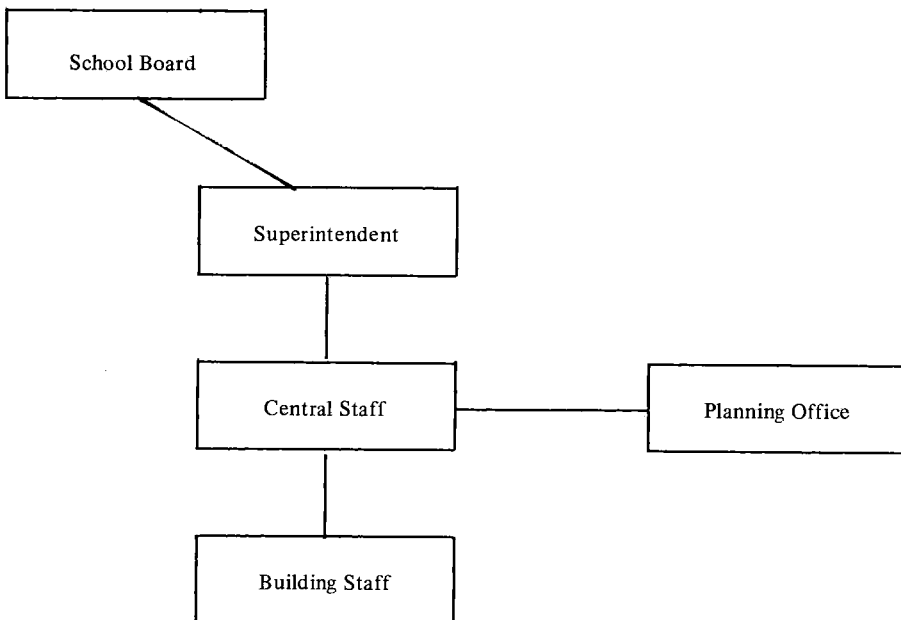 School Board
Superintendent
Central Staff
Planning Office
Building Staff